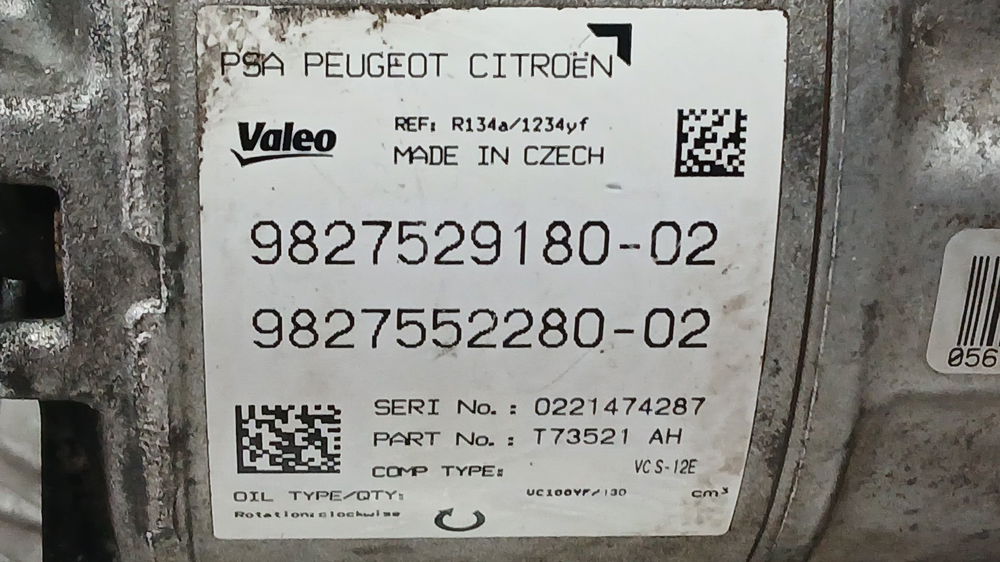 PSA PEUGEOT CITROËN
Valeo
REF: R134a/1234yf
MADE IN CZECH
9827529180-02
9827552280-02
SERI No.: 0221474287
PART No.: T73521 AH
COMP TYPE: VCS-12E
OIL TYPE/QTY: UC100YF/130 cm³
Rotation:clockwise
056